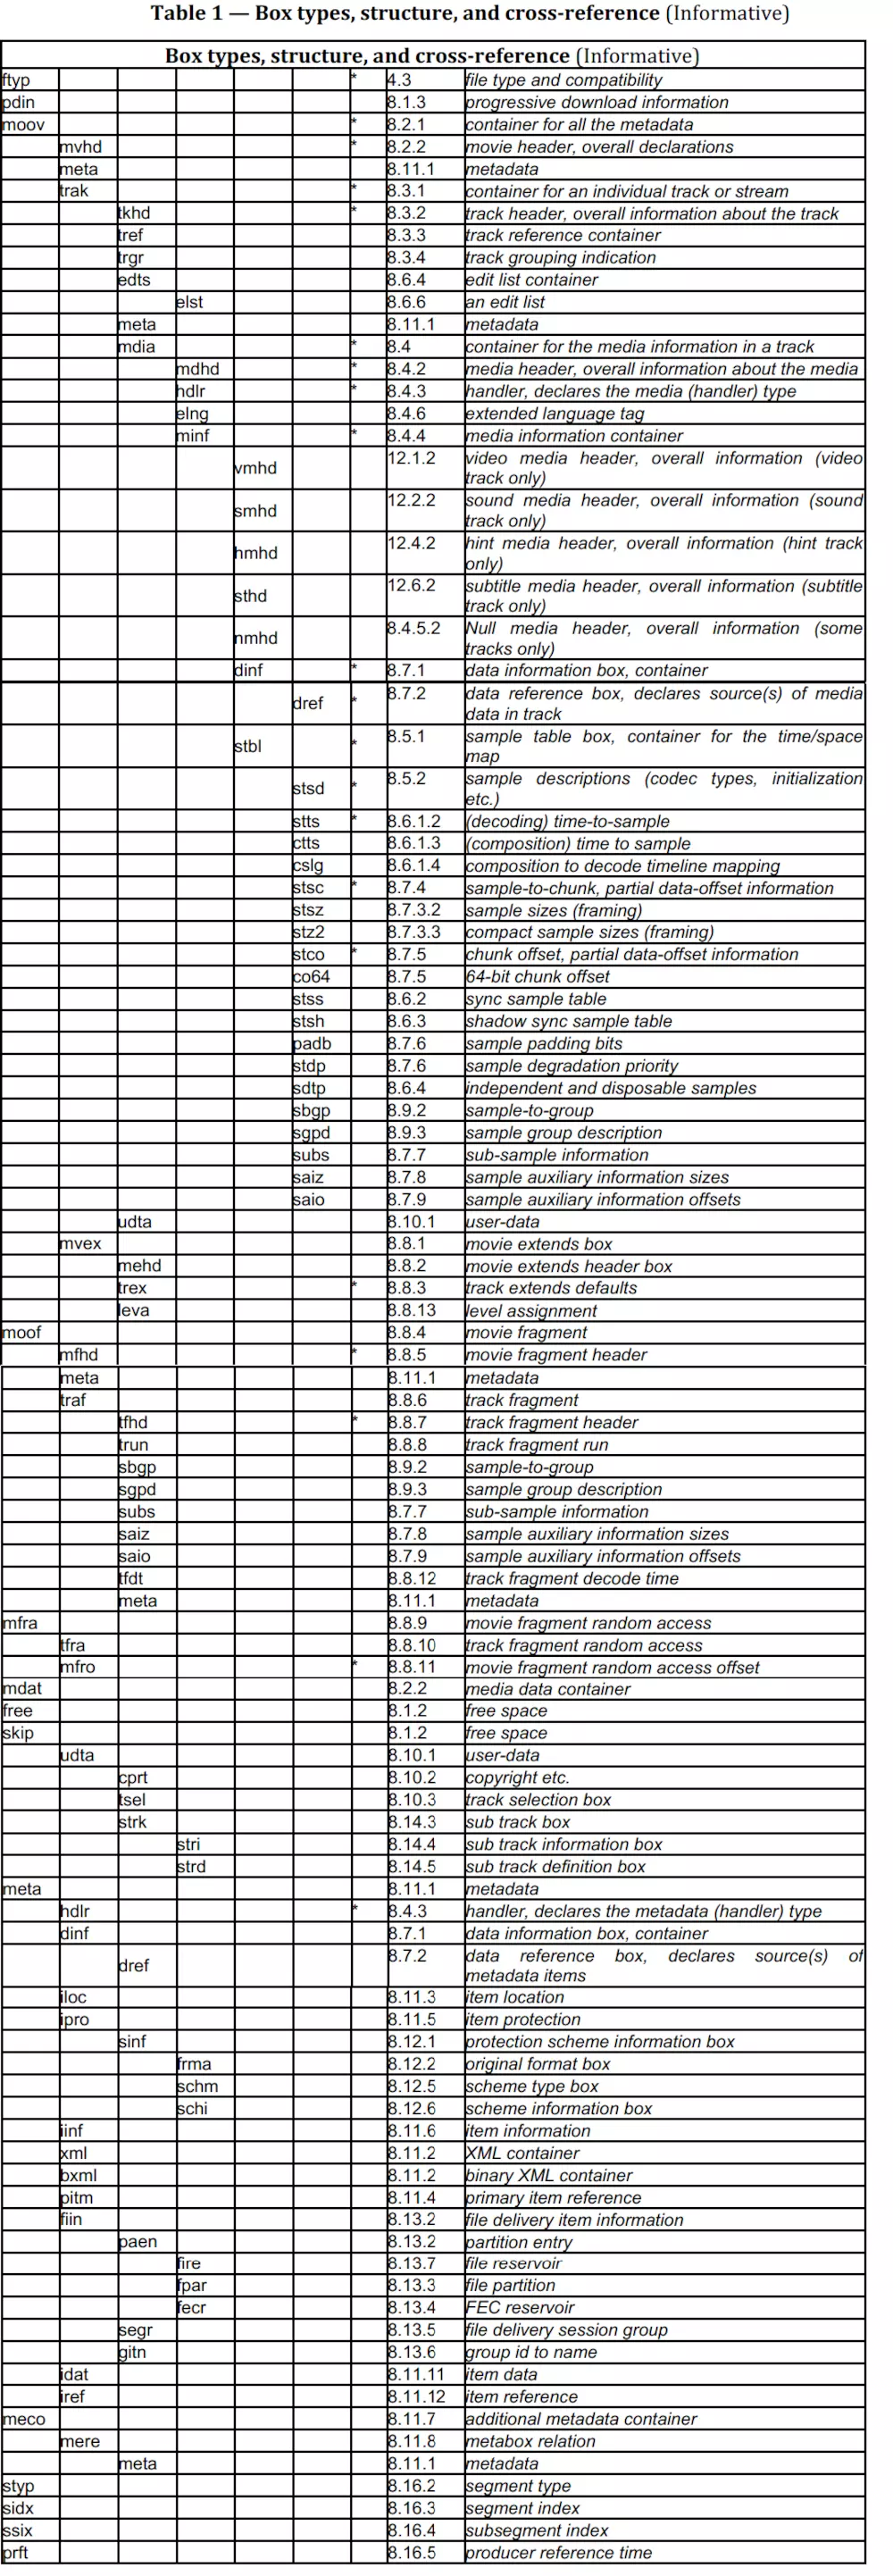 Table 1 — Box types, structure, and cross-reference (Informative)
Box types, structure, and cross-reference (Informative)
ftyp * 4.3 file type and compatibility
pdin 8.1.3 progressive download information
moov * 8.2.1 container for all the metadata
mvhd * 8.2.2 movie header, overall declarations
meta 8.11.1 metadata
trak * 8.3.1 container for an individual track or stream
tkhd * 8.3.2 track header, overall information about the track
tref 8.3.3 track reference container
trgr 8.3.4 track grouping indication
edts 8.6.4 edit list container
elst 8.6.6 an edit list
meta 8.11.1 metadata
mdia * 8.4 container for the media information in a track
mdhd * 8.4.2 media header, overall information about the media
hdlr * 8.4.3 handler, declares the media (handler) type
elng 8.4.6 extended language tag
minf * 8.4.4 media information container
vmhd 12.1.2 video media header, overall information (video
track only)
smhd 12.2.2 sound media header, overall information (sound
track only)
hmhd 12.4.2 hint media header, overall information (hint track
only)
sthd 12.6.2 subtitle media header, overall information (subtitle
track only)
nmhd 8.4.5.2 Null media header, overall information (some
tracks only)
dinf * 8.7.1 data information box, container
dref * 8.7.2 data reference box, declares source(s) of media
data in track
stbl * 8.5.1 sample table box, container for the time/space
map
stsd * 8.5.2 sample descriptions (codec types, initialization
etc.)
stts * 8.6.1.2 (decoding) time-to-sample
ctts 8.6.1.3 (composition) time to sample
cslg 8.6.1.4 composition to decode timeline mapping
stsc * 8.7.4 sample-to-chunk, partial data-offset information
stsz 8.7.3.2 sample sizes (framing)
stz2 8.7.3.3 compact sample sizes (framing)
stco * 8.7.5 chunk offset, partial data-offset information
co64 8.7.5 64-bit chunk offset
stss 8.6.2 sync sample table
stsh 8.6.3 shadow sync sample table
padb 8.7.6 sample padding bits
stdp 8.7.6 sample degradation priority
sdtp 8.6.4 independent and disposable samples
sbgp 8.9.2 sample-to-group
sgpd 8.9.3 sample group description
subs 8.7.7 sub-sample information
saiz 8.7.8 sample auxiliary information sizes
saio 8.7.9 sample auxiliary information offsets
udta 8.10.1 user-data
mvex 8.8.1 movie extends box
mehd 8.8.2 movie extends header box
trex * 8.8.3 track extends defaults
leva 8.8.13 level assignment
moof 8.8.4 movie fragment
mfhd * 8.8.5 movie fragment header
meta 8.11.1 metadata
traf 8.8.6 track fragment
tfhd * 8.8.7 track fragment header
trun 8.8.8 track fragment run
sbgp 8.9.2 sample-to-group
sgpd 8.9.3 sample group description
subs 8.7.7 sub-sample information
saiz 8.7.8 sample auxiliary information sizes
saio 8.7.9 sample auxiliary information offsets
tfdt 8.8.12 track fragment decode time
meta 8.11.1 metadata
mfra 8.8.9 movie fragment random access
tfra 8.8.10 track fragment random access
mfro * 8.8.11 movie fragment random access offset
mdat 8.2.2 media data container
free 8.1.2 free space
skip 8.1.2 free space
udta 8.10.1 user-data
cprt 8.10.2 copyright etc.
tsel 8.10.3 track selection box
strk 8.14.3 sub track box
stri 8.14.4 sub track information box
strd 8.14.5 sub track definition box
meta 8.11.1 metadata
hdlr * 8.4.3 handler, declares the metadata (handler) type
dinf 8.7.1 data information box, container
dref 8.7.2 data reference box, declares source(s) of
metadata items
iloc 8.11.3 item location
ipro 8.11.5 item protection
sinf 8.12.1 protection scheme information box
frma 8.12.2 original format box
schm 8.12.5 scheme type box
schi 8.12.6 scheme information box
iinf 8.11.6 item information
xml 8.11.2 XML container
bxml 8.11.2 binary XML container
pitm 8.11.4 primary item reference
fiin 8.13.2 file delivery item information
paen 8.13.2 partition entry
fire 8.13.7 file reservoir
fpar 8.13.3 file partition
fecr 8.13.4 FEC reservoir
segr 8.13.5 file delivery session group
gitn 8.13.6 group id to name
idat 8.11.11 item data
iref 8.11.12 item reference
meco 8.11.7 additional metadata container
mere 8.11.8 metabox relation
meta 8.11.1 metadata
styp 8.16.2 segment type
sidx 8.16.3 segment index
ssix 8.16.4 subsegment index
prft 8.16.5 producer reference time